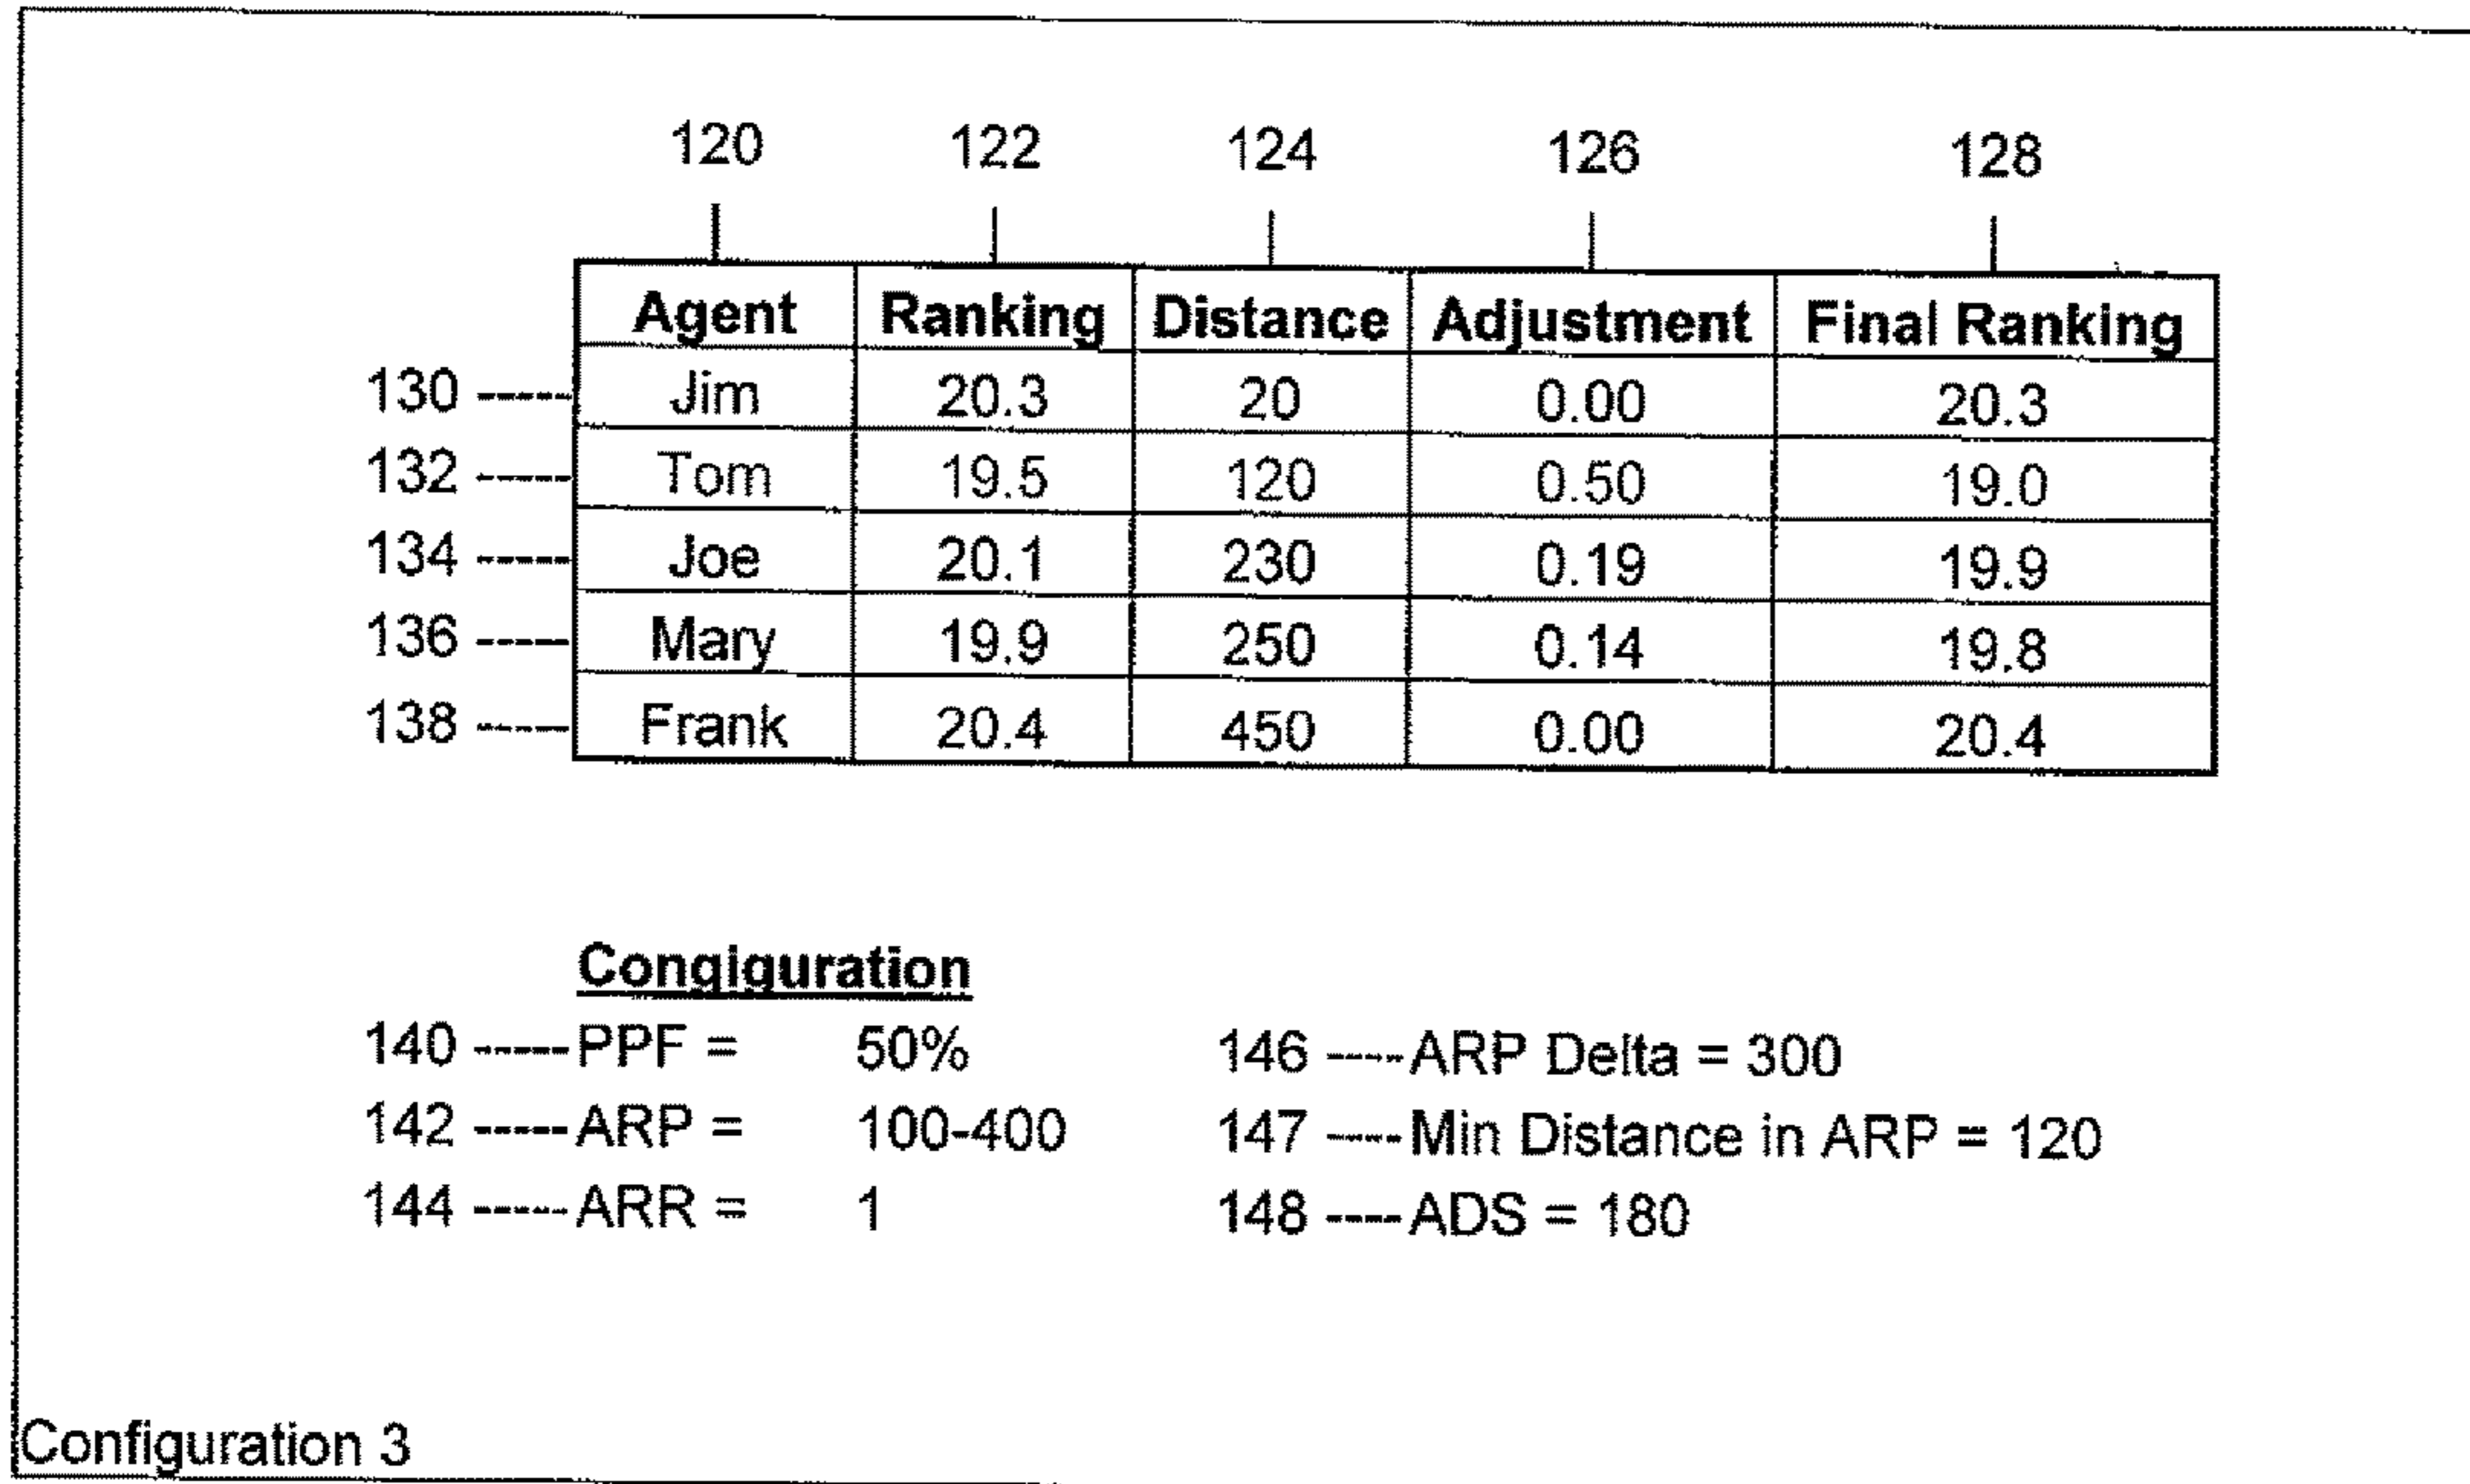 120 122 124 126 128
Agent Ranking Distance Adjustment Final Ranking
130 ----- Jim 20.3 20 0.00 20.3
132 ----- Tom 19.5 120 0.50 19.0
134 ----- Joe 20.1 230 0.19 19.9
136 ----- Mary 19.9 250 0.14 19.8
138 ----- Frank 20.4 450 0.00 20.4
Congiguration
140 ----- PPF = 50% 146 ---- ARP Delta = 300
142 ----- ARP = 100-400 147 ---- Min Distance in ARP = 120
144 ----- ARR = 1 148 ---- ADS = 180
Configuration 3